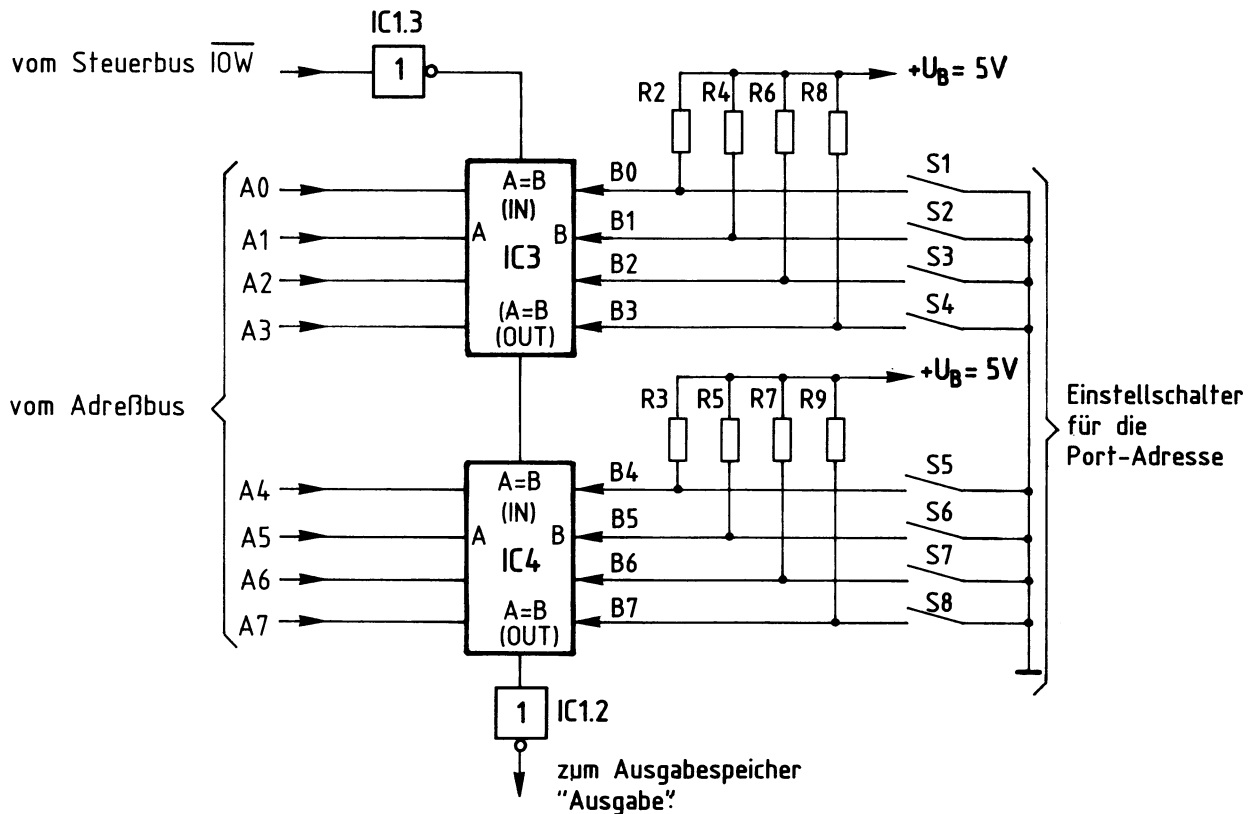 IC1.3
vom Steuerbus IOW
1
+UB= 5V
R2 R4 R6 R8
A0
A=B
(IN)
B0
S1
A1
A
B
B1
S2
IC3
A2
B2
S3
A3
(A=B
(OUT)
B3
S4
+UB= 5V
R3 R5 R7 R9
vom Adreßbus
Einstellschalter
für die
Port-Adresse
A4
A=B
(IN)
B4
S5
A5
A
B
B5
S6
IC4
A6
B6
S7
A7
A=B
(OUT)
B7
S8
1
IC1.2
zum Ausgabespeicher
"Ausgabe".